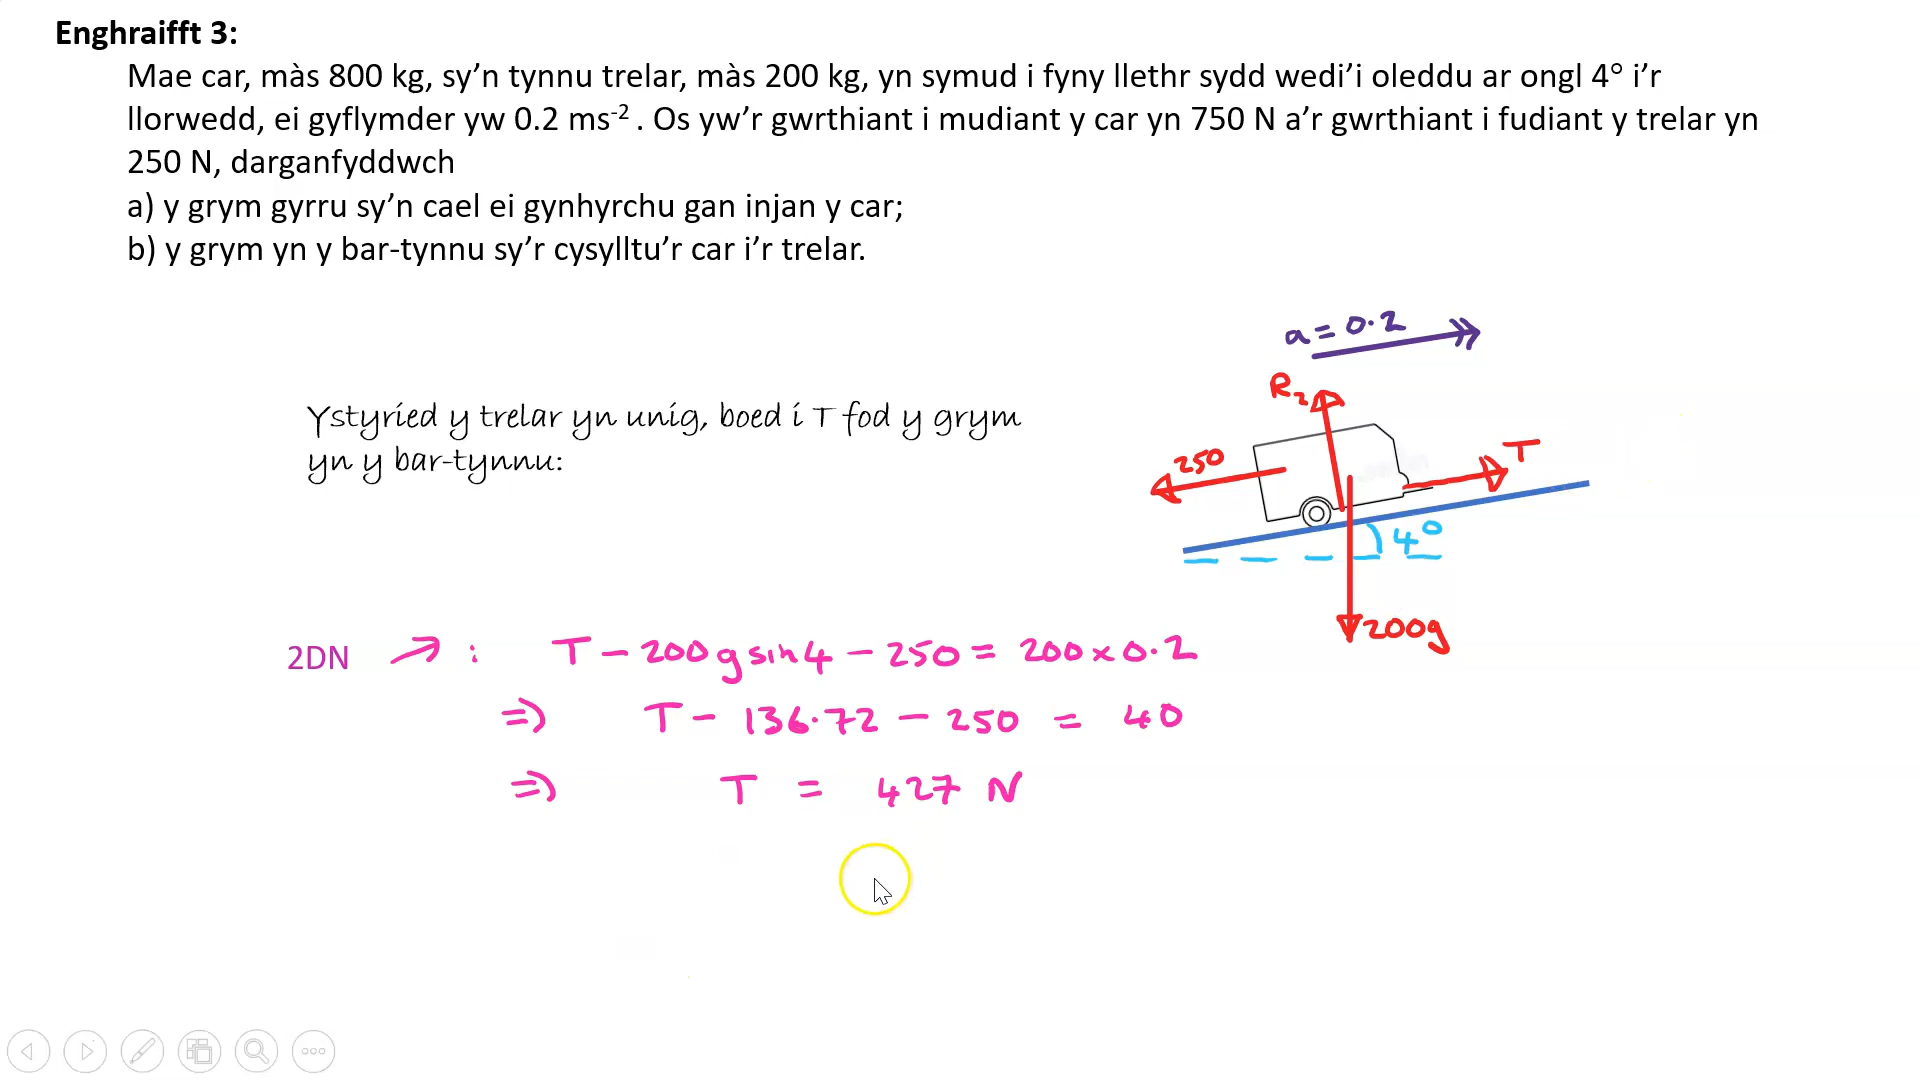 Enghraifft 3:
Mae car, màs 800 kg, sy’n tynnu trelar, màs 200 kg, yn symud i fyny llethr sydd wedi’i oleddu ar ongl 4° i’r
llorwedd, ei gyflymder yw 0.2 ms⁻² . Os yw’r gwrthiant i mudiant y car yn 750 N a’r gwrthiant i fudiant y trelar yn
250 N, darganfyddwch
a) y grym gyrru sy’n cael ei gynhyrchu gan injan y car;
b) y grym yn y bar-tynnu sy’r cysylltu’r car i’r trelar.
a = 0.2
R₂
Ystyried y trelar yn unig, boed i T fod y grym
yn y bar-tynnu:
250
T
4°
200g
2DN ↗ : T – 200g sin4 – 250 = 200 × 0.2
⇒ T – 136.72 – 250 = 40
⇒ T = 427 N